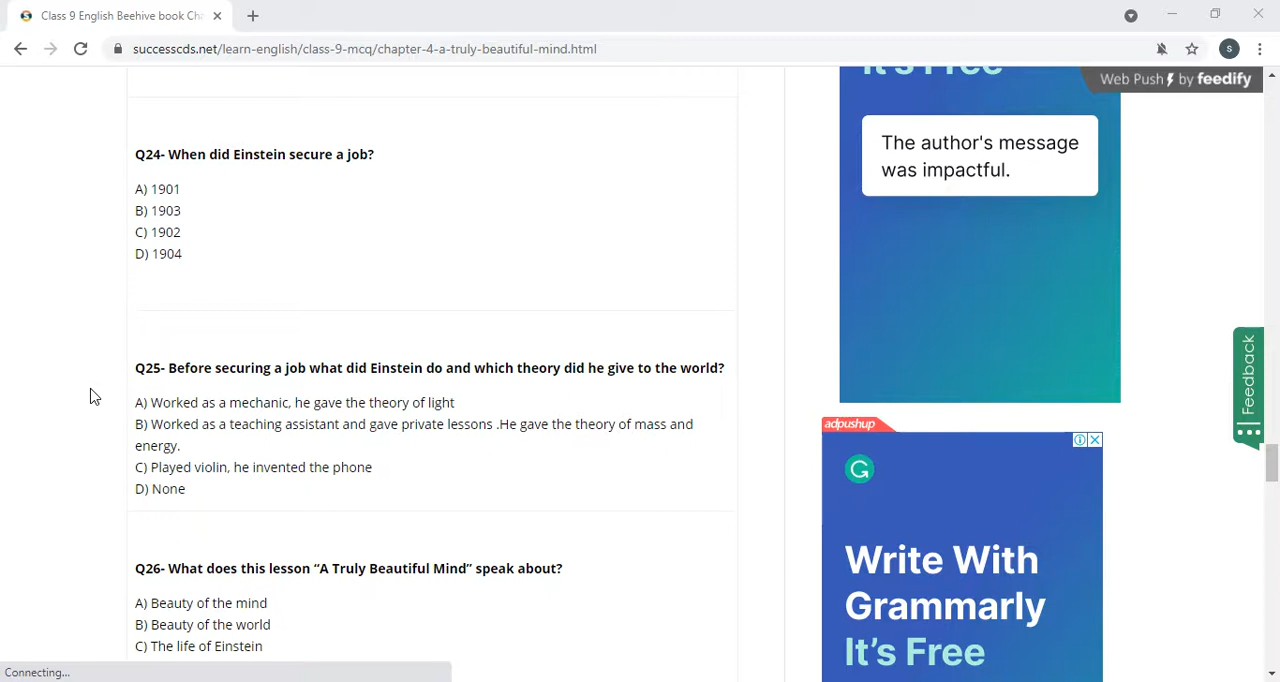 Class 9 English Beehive book Cha
successcds.net/learn-english/class-9-mcq/chapter-4-a-truly-beautiful-mind.html
S
It's Free
Web Push by feedify
The author's message
was impactful.
Q24- When did Einstein secure a job?
A) 1901
B) 1903
C) 1902
D) 1904
Q25- Before securing a job what did Einstein do and which theory did he give to the world?
A) Worked as a mechanic, he gave the theory of light
B) Worked as a teaching assistant and gave private lessons .He gave the theory of mass and
energy.
C) Played violin, he invented the phone
D) None
Q26- What does this lesson “A Truly Beautiful Mind” speak about?
A) Beauty of the mind
B) Beauty of the world
C) The life of Einstein
Feedback
adpushup
Write With
Grammarly
It's Free
Connecting...